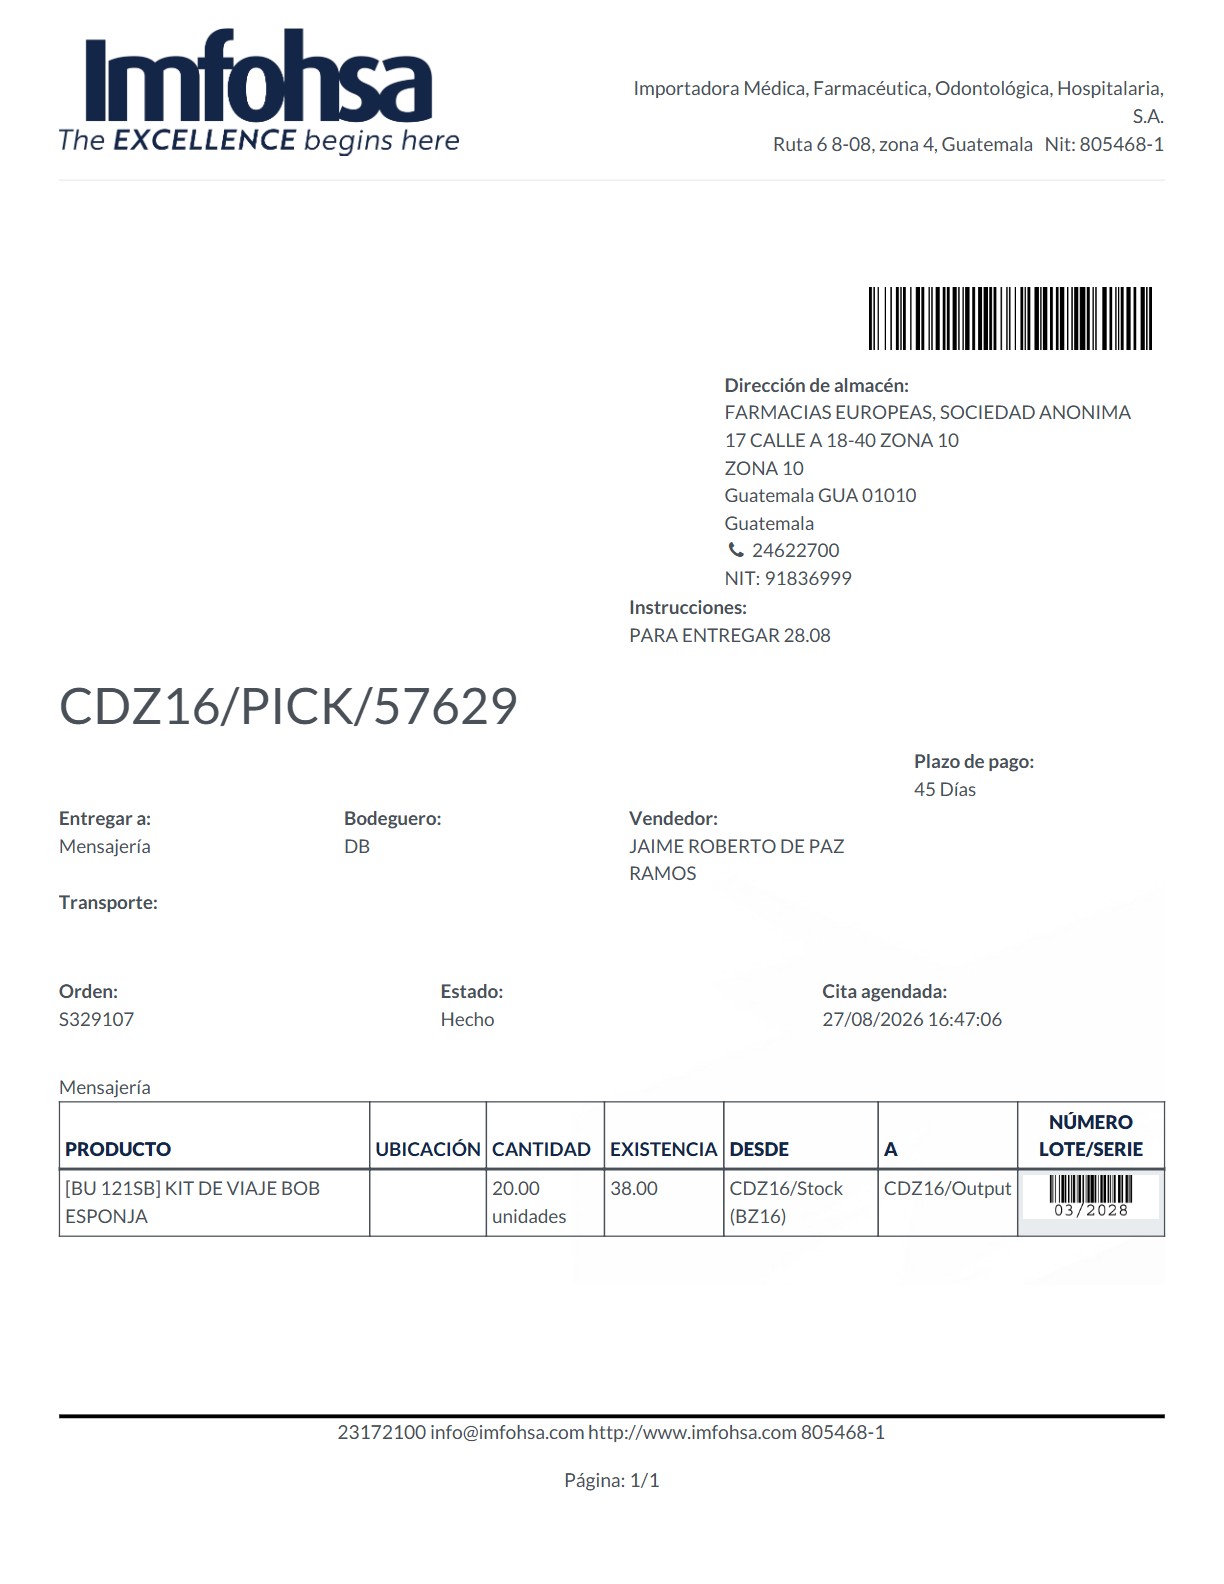 Imfohsa
The EXCELLENCE begins here
Importadora Médica, Farmacéutica, Odontológica, Hospitalaria,
S.A.
Ruta 6 8-08, zona 4, Guatemala Nit: 805468-1
Dirección de almacén:
FARMACIAS EUROPEAS, SOCIEDAD ANONIMA
17 CALLE A 18-40 ZONA 10
ZONA 10
Guatemala GUA 01010
Guatemala
24622700
NIT: 91836999
Instrucciones:
PARA ENTREGAR 28.08
CDZ16/PICK/57629
Plazo de pago:
45 Días
Entregar a: Bodeguero: Vendedor:
Mensajería DB JAIME ROBERTO DE PAZ
RAMOS
Transporte:
Orden: Estado: Cita agendada:
S329107 Hecho 27/08/2026 16:47:06
Mensajería
NÚMERO
PRODUCTO UBICACIÓN CANTIDAD EXISTENCIA DESDE A LOTE/SERIE
[BU 121SB] KIT DE VIAJE BOB 20.00 38.00 CDZ16/Stock CDZ16/Output
ESPONJA unidades (BZ16) 03/2028
23172100 info@imfohsa.com http://www.imfohsa.com 805468-1
Página: 1/1